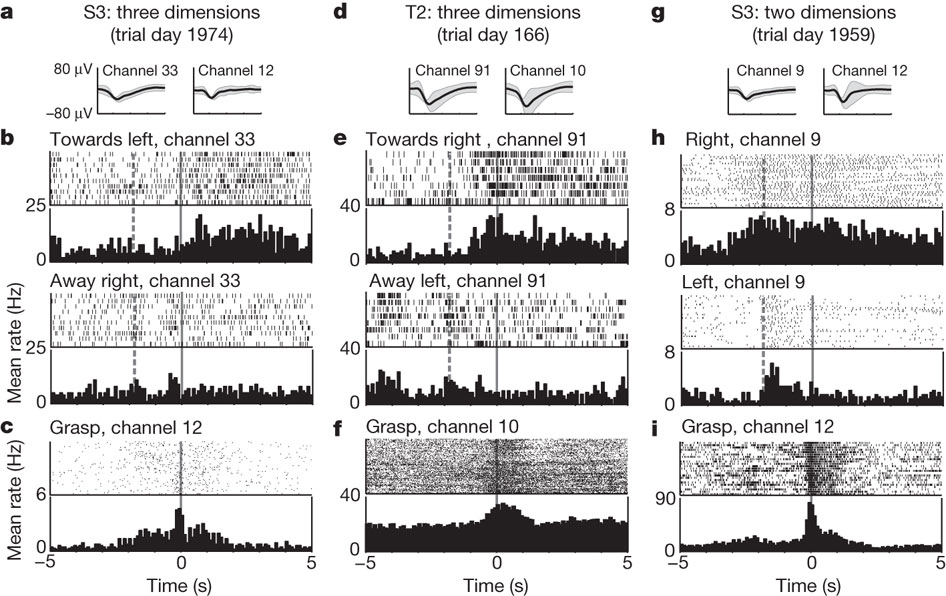 a S3: three dimensions (trial day 1974)
80 µV
−80 µV
Channel 33
Channel 12
b Towards left, channel 33
25
0
Away right, channel 33
25
0
Mean rate (Hz)
c Grasp, channel 12
6
0
Mean rate (Hz)
−5 0 5
Time (s)
d T2: three dimensions (trial day 166)
Channel 91
Channel 10
e Towards right , channel 91
40
0
Away left, channel 91
40
0
f Grasp, channel 10
40
0
−5 0 5
Time (s)
g S3: two dimensions (trial day 1959)
Channel 9
Channel 12
h Right, channel 9
8
0
Left, channel 9
8
0
i Grasp, channel 12
90
0
−5 0 5
Time (s)